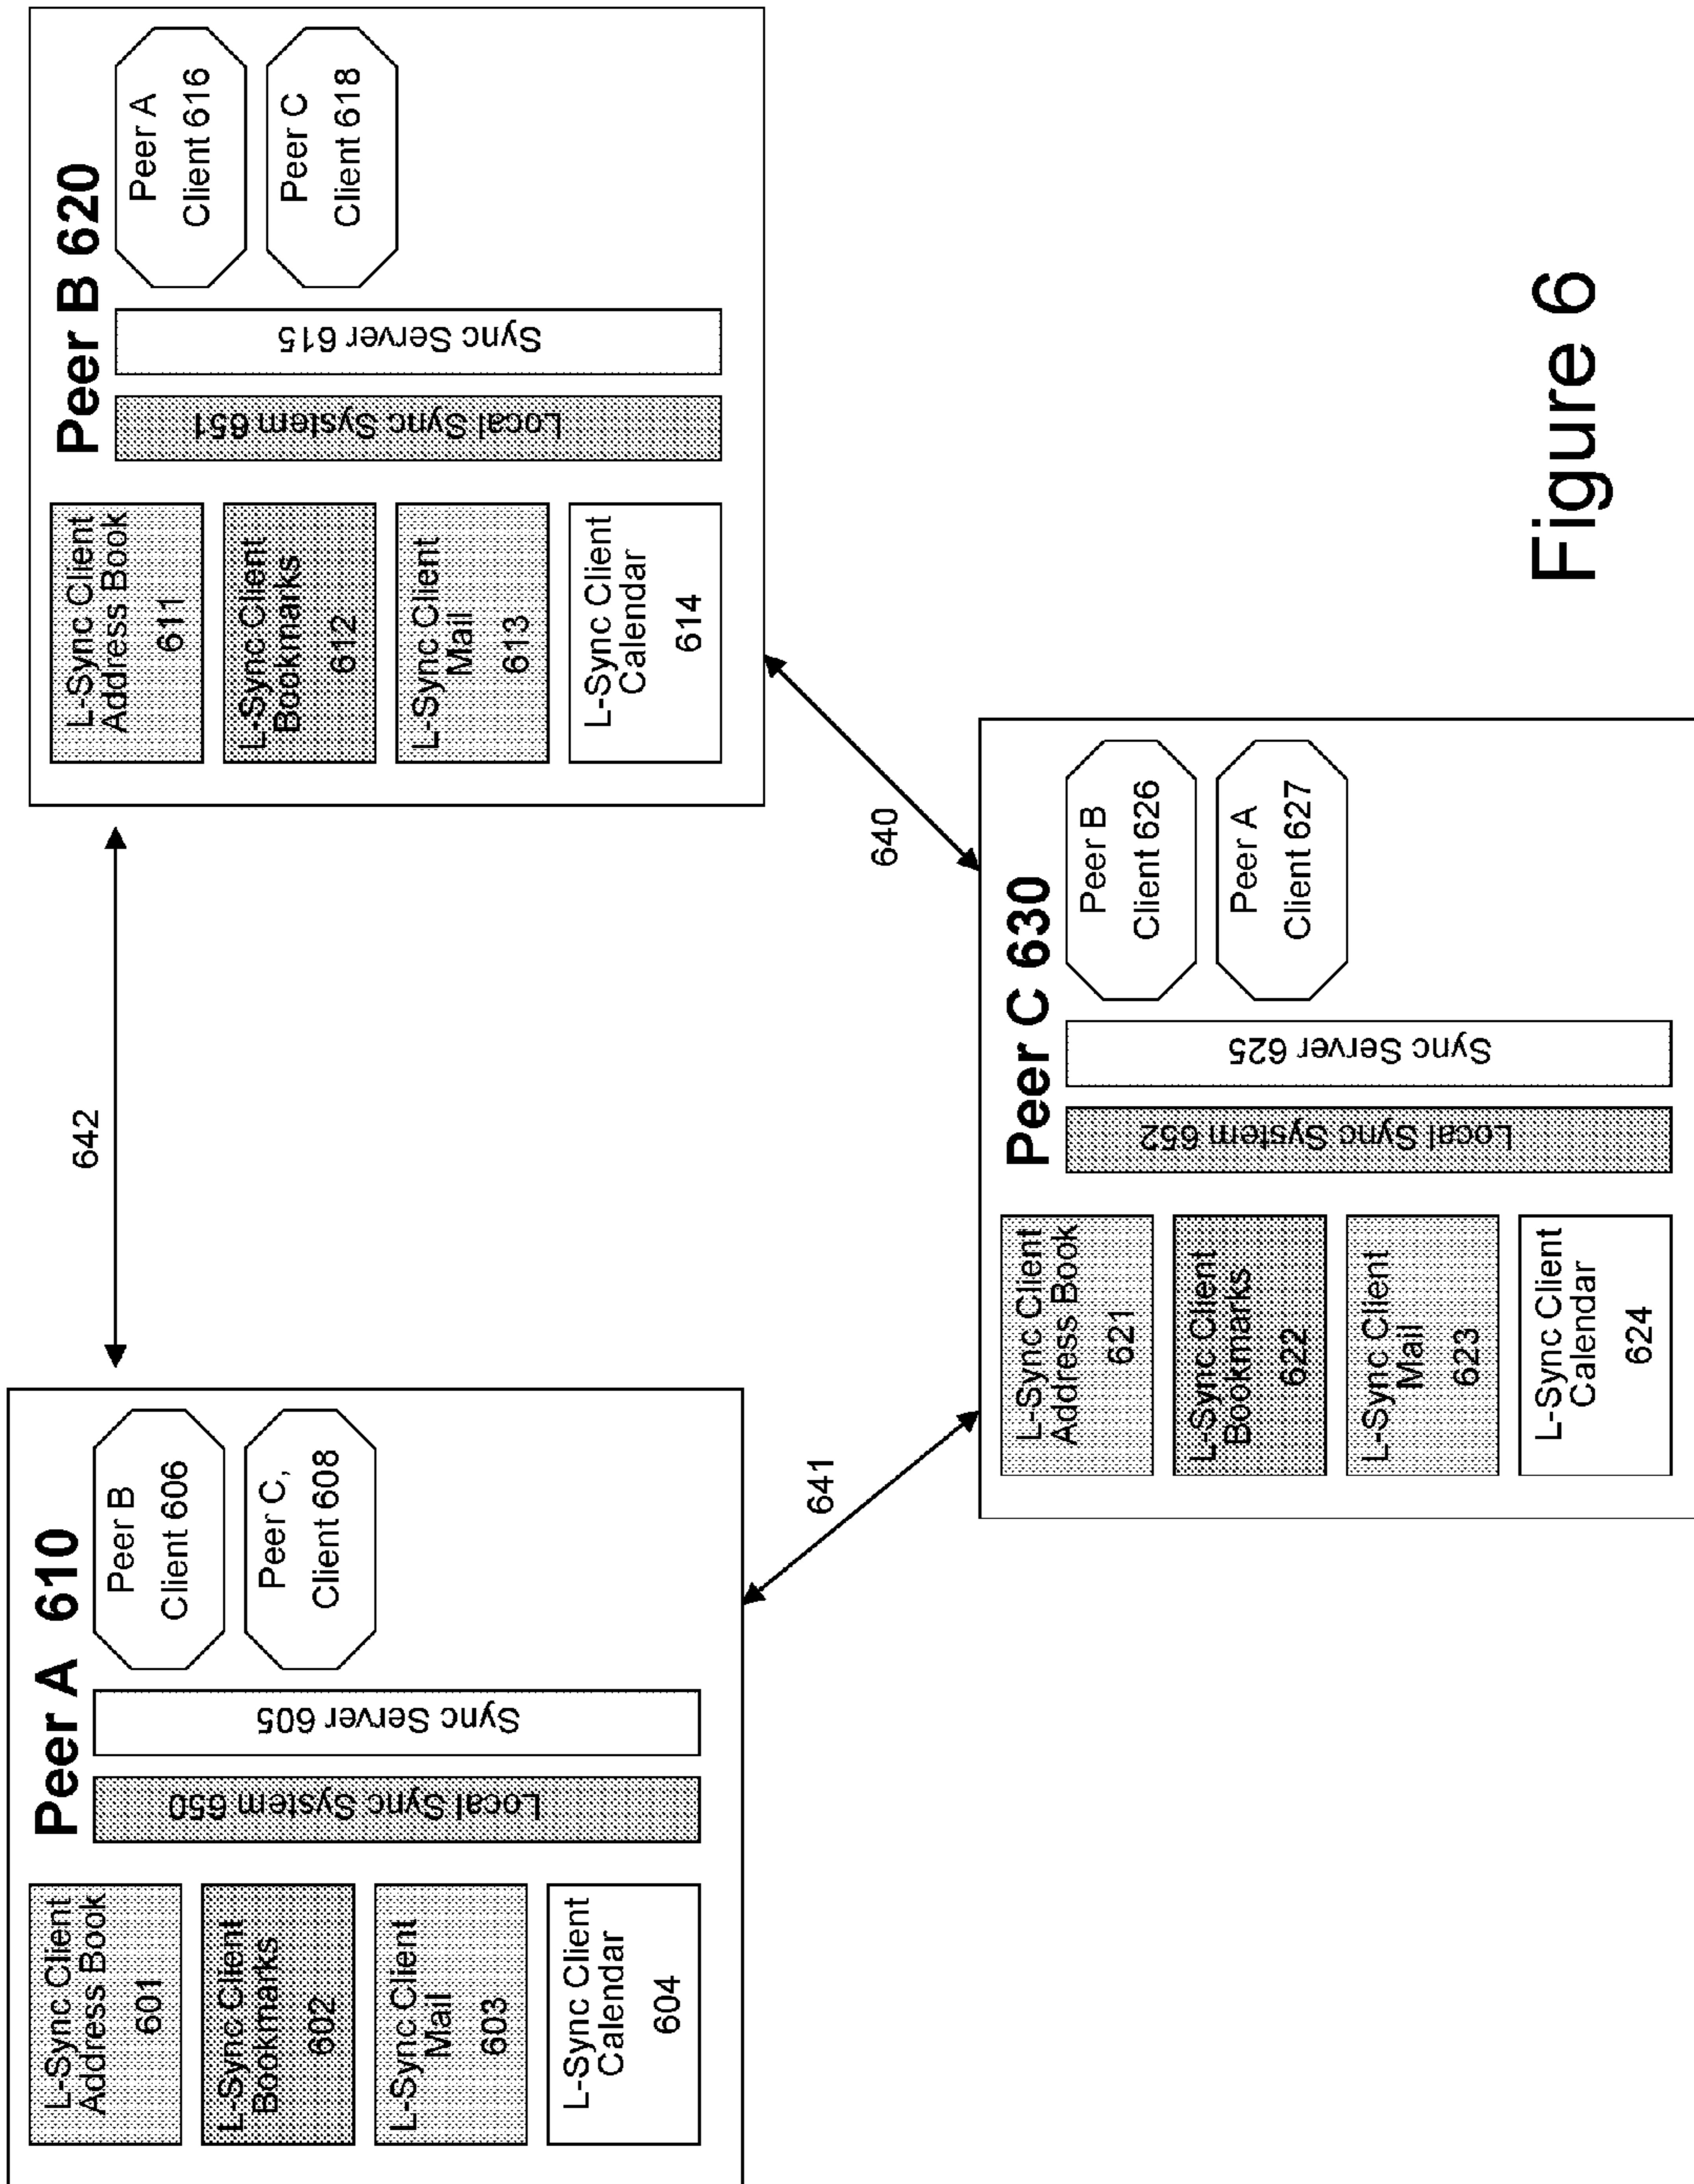 Peer A 610
L-Sync Client
Address Book
601
L-Sync Client
Bookmarks
602
L-Sync Client
Mail
603
L-Sync Client
Calendar
604
Local Sync System 650
Sync Server 605
Peer B
Client 606
Peer C,
Client 608
642
Peer B 620
L-Sync Client
Address Book
611
L-Sync Client
Bookmarks
612
L-Sync Client
Mail
613
L-Sync Client
Calendar
614
Local Sync System 651
Sync Server 615
Peer A
Client 616
Peer C
Client 618
641
640
Peer C 630
L-Sync Client
Address Book
621
L-Sync Client
Bookmarks
622
L-Sync Client
Mail
623
L-Sync Client
Calendar
624
Local Sync System 652
Sync Server 625
Peer B
Client 626
Peer A
Client 627
Figure 6